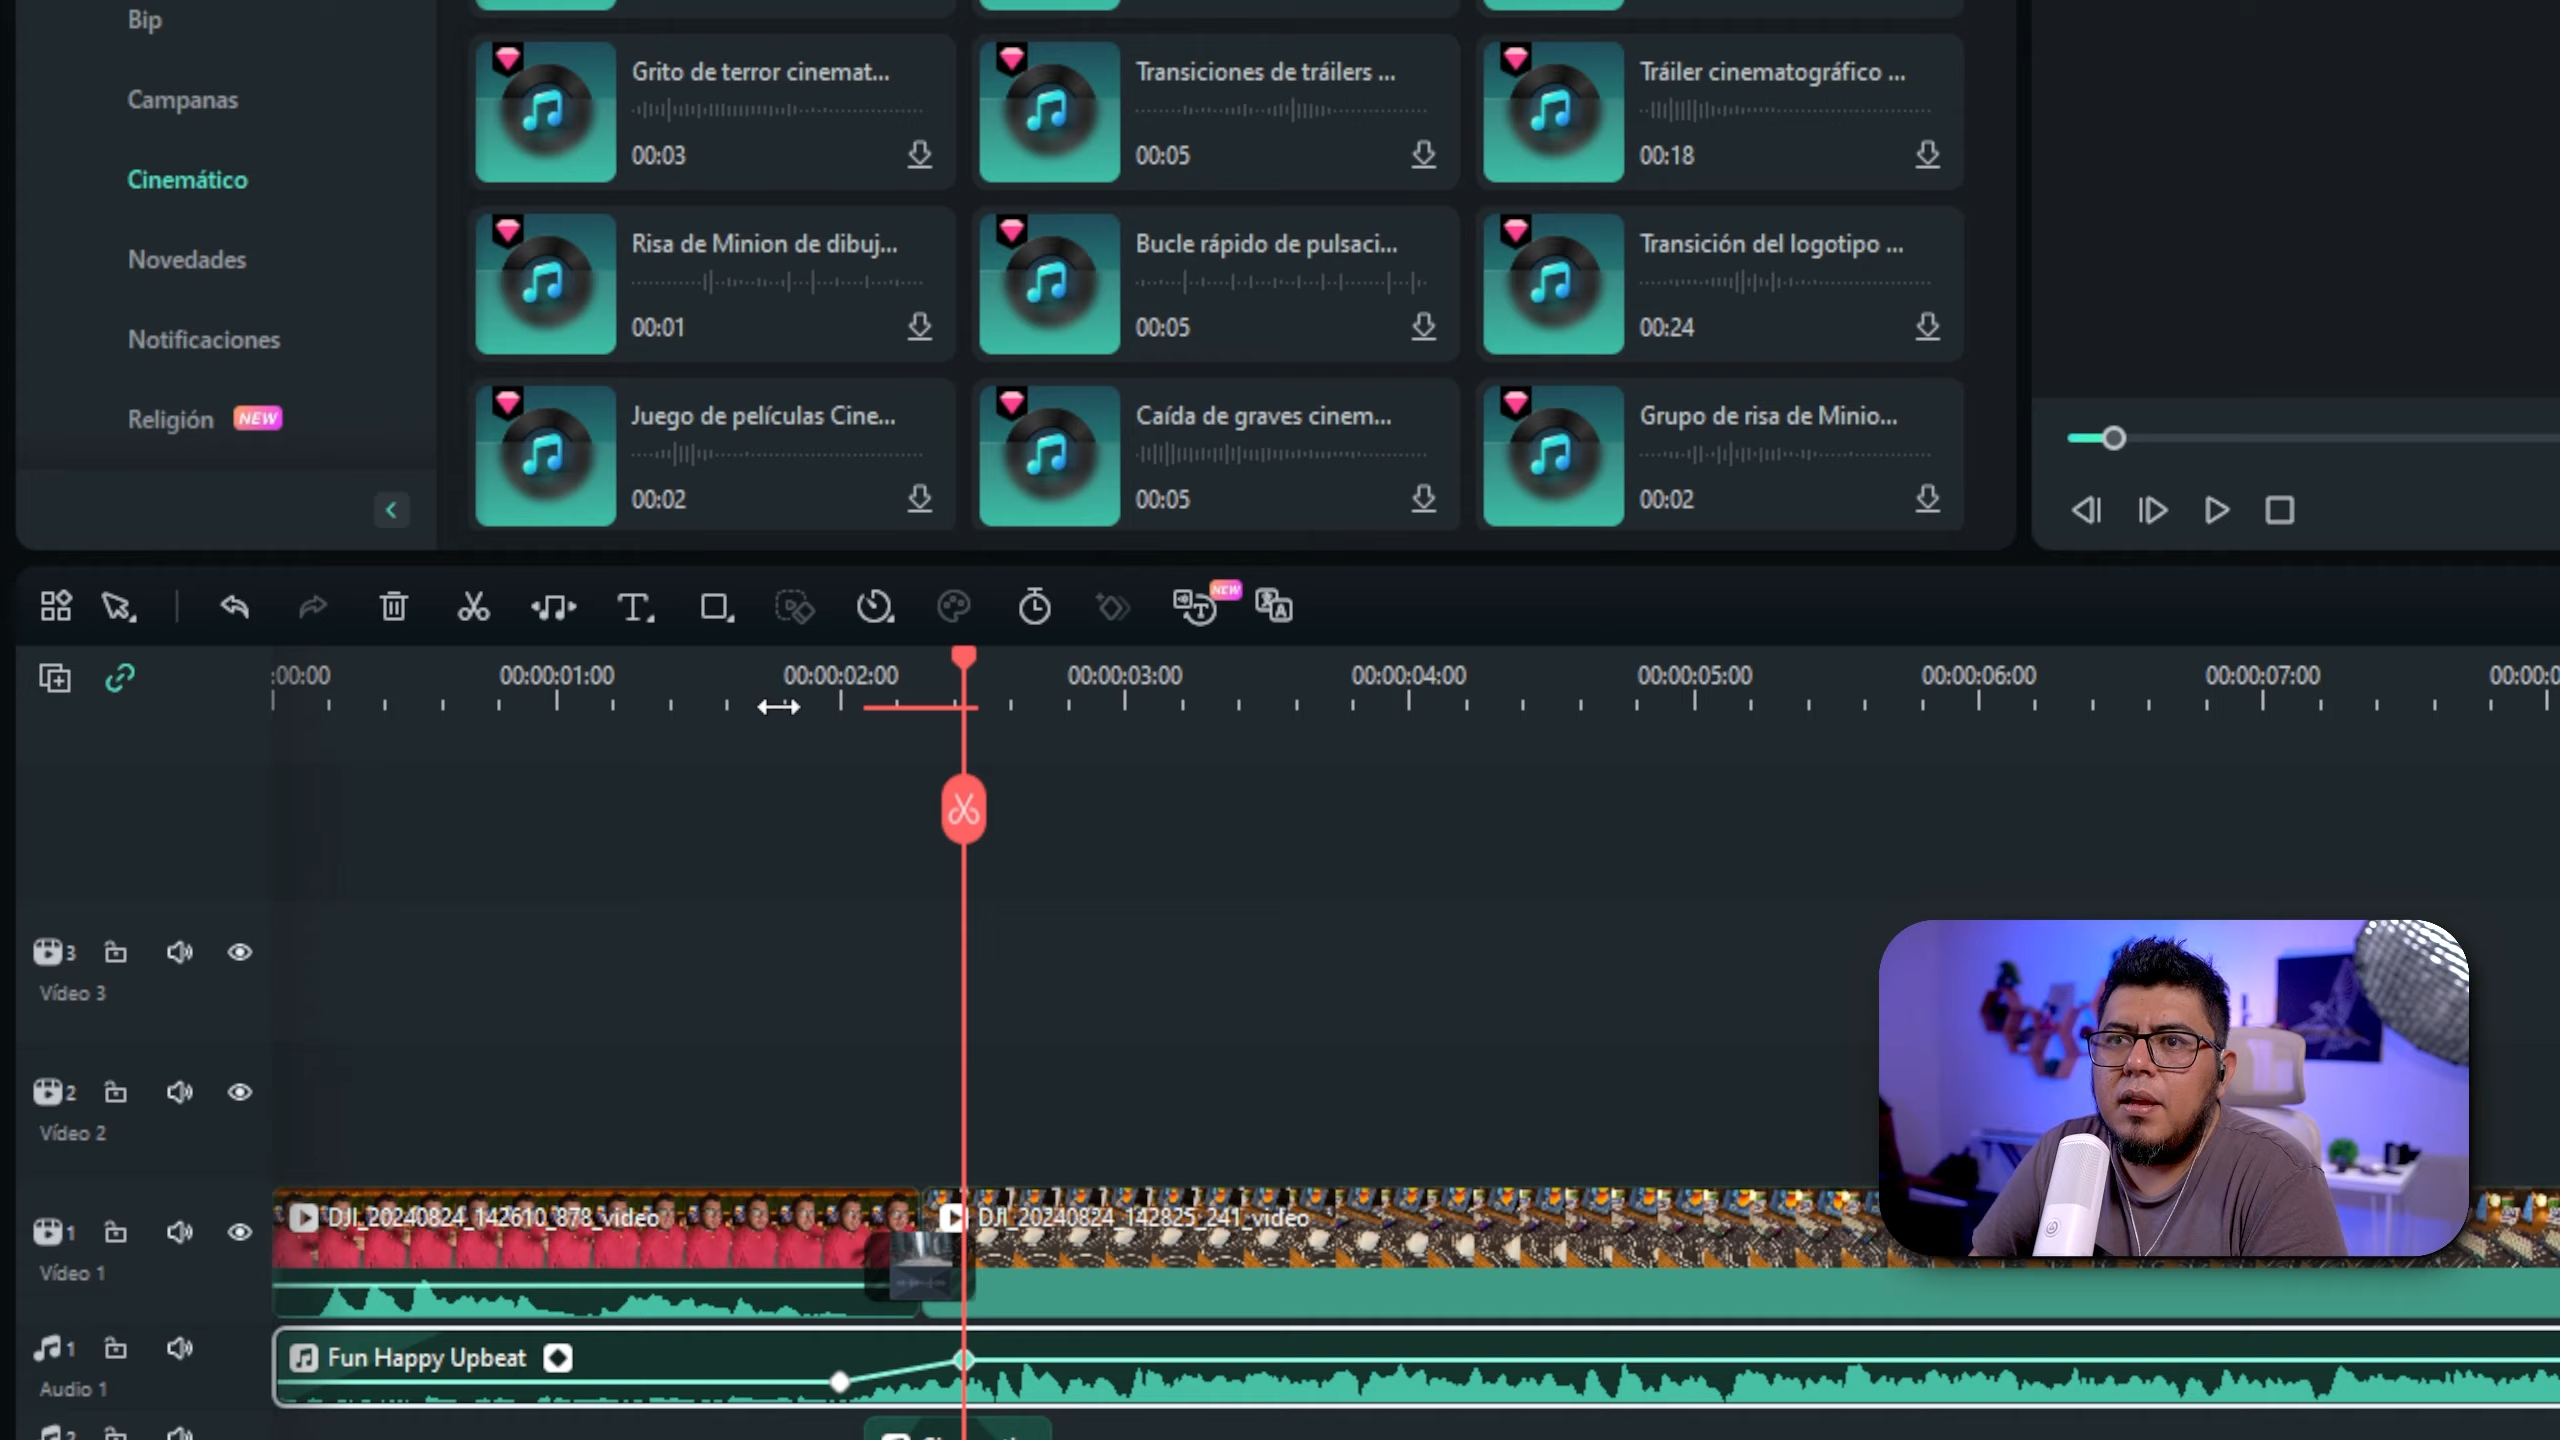 Bip
Campanas
Cinemático
Novedades
Notificaciones
Religión NEW
Grito de terror cinemat...
00:03
Transiciones de tráilers ...
00:05
Tráiler cinematográfico ...
00:18
Risa de Minion de dibuj...
00:01
Bucle rápido de pulsaci...
00:05
Transición del logotipo ...
00:24
Juego de películas Cine...
00:02
Caída de graves cinem...
00:05
Grupo de risa de Minio...
00:02
NEW
:00:00
00:00:01:00
00:00:02:00
00:00:03:00
00:00:04:00
00:00:05:00
00:00:06:00
00:00:07:00
00:00:0
3
Vídeo 3
2
Vídeo 2
1
Vídeo 1
DJI_20240824_142610_878_video
DJI_20240824_142825_241_video
1
Audio 1
Fun Happy Upbeat
2